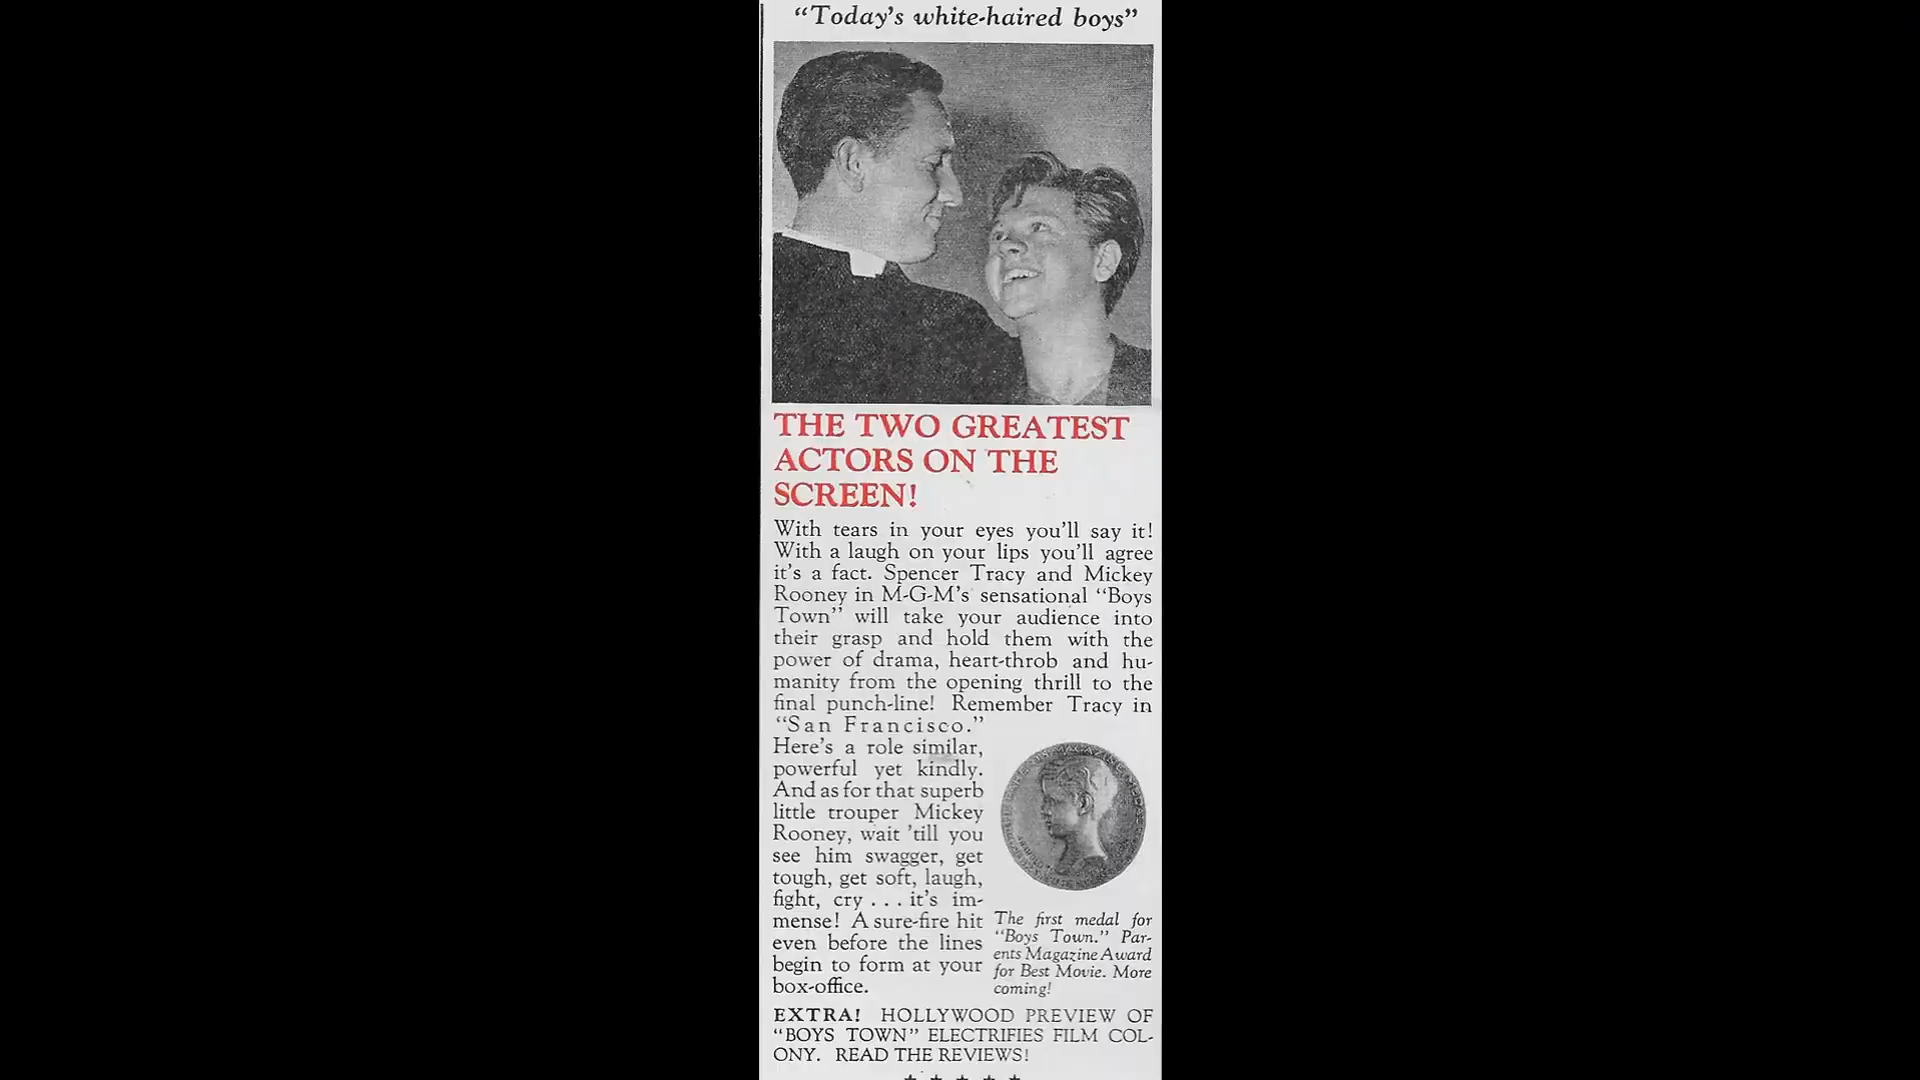 "Today's white-haired boys"
THE TWO GREATEST
ACTORS ON THE
SCREEN!
With tears in your eyes you'll say it!
With a laugh on your lips you'll agree
it's a fact. Spencer Tracy and Mickey
Rooney in M-G-M's sensational "Boys
Town" will take your audience into
their grasp and hold them with the
power of drama, heart-throb and hu-
manity from the opening thrill to the
final punch-line! Remember Tracy in
"San Francisco."
Here's a role similar,
powerful yet kindly.
And as for that superb
little trouper Mickey
Rooney, wait 'till you
see him swagger, get
tough, get soft, laugh,
fight, cry . . . it's im-
mense! A sure-fire hit
even before the lines
begin to form at your
box-office.
The first medal for
"Boys Town." Par-
ents Magazine Award
for Best Movie. More
coming!
EXTRA! HOLLYWOOD PREVIEW OF
"BOYS TOWN" ELECTRIFIES FILM COL-
ONY. READ THE REVIEWS!